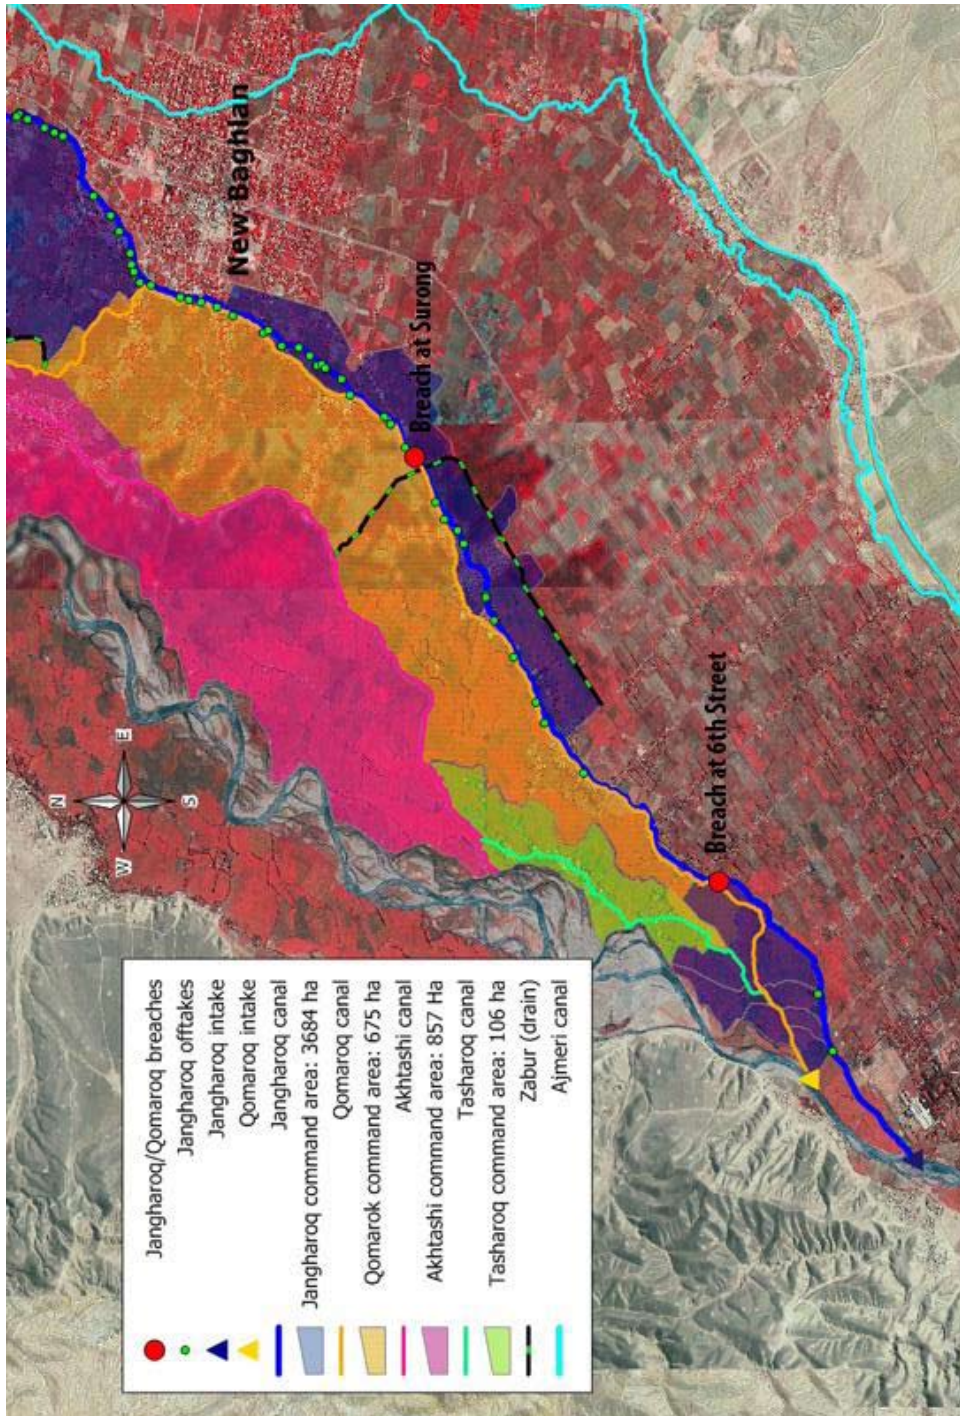 Jangharoq/Qomaroq breaches
Jangharoq offtakes
Jangharoq intake
Qomaroq intake
Jangharoq canal
Jangharoq command area: 3684 ha
Qomaroq canal
Qomarok command area: 675 ha
Akhtashi canal
Akhtashi command area: 857 Ha
Tasharoq canal
Tasharoq command area: 106 ha
Zabur (drain)
Ajmeri canal
N
W
E
S
Breach at 6th Street
Breach at Surong
New Baghlan